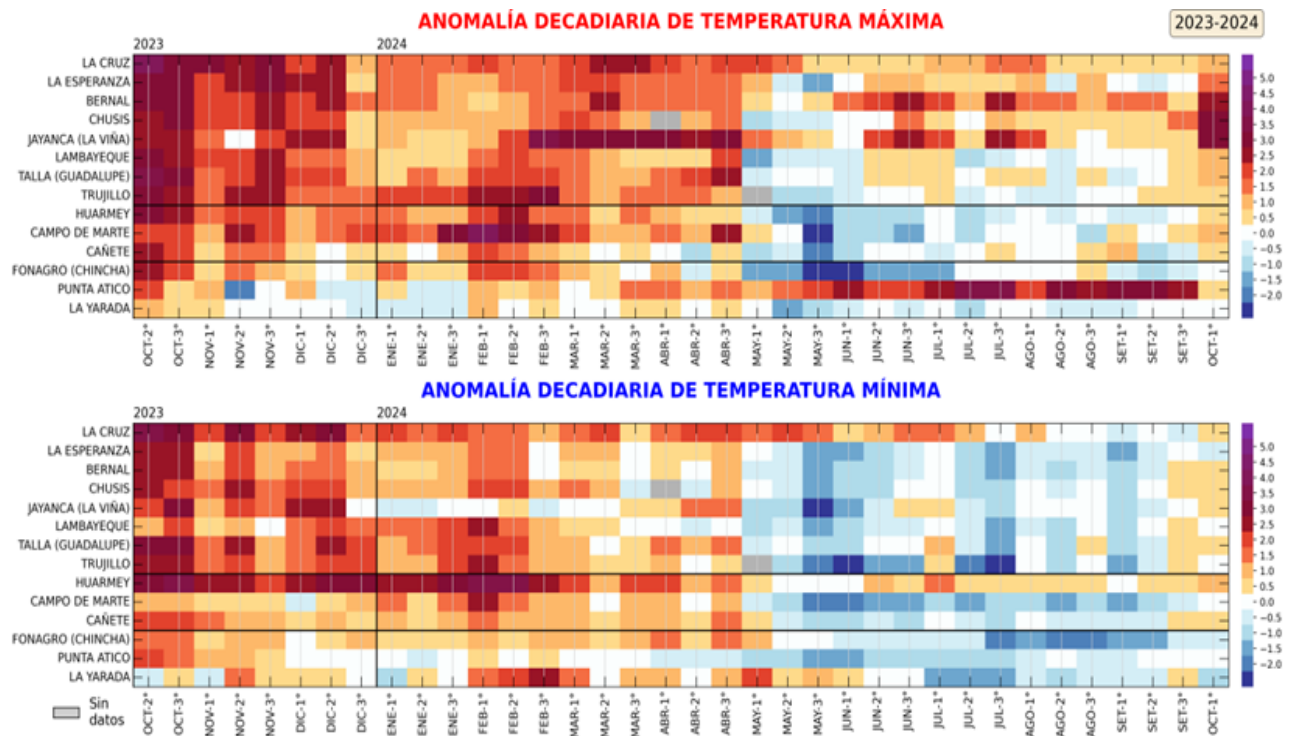 ANOMALÍA DECADIARIA DE TEMPERATURA MÁXIMA
2023-2024
2023 2024
LA CRUZ
LA ESPERANZA
BERNAL
CHUSIS
JAYANCA (LA VIÑA)
LAMBAYEQUE
TALLA (GUADALUPE)
TRUJILLO
HUARMEY
CAMPO DE MARTE
CAÑETE
FONAGRO (CHINCHA)
PUNTA ATICO
LA YARADA
5.0
4.5
4.0
3.5
3.0
2.5
2.0
1.5
1.0
0.5
0.0
−0.5
−1.0
−1.5
−2.0
OCT-2° OCT-3° NOV-1° NOV-2° NOV-3° DIC-1° DIC-2° DIC-3° ENE-1° ENE-2° ENE-3° FEB-1° FEB-2° FEB-3° MAR-1° MAR-2° MAR-3° ABR-1° ABR-2° ABR-3° MAY-1° MAY-2° MAY-3° JUN-1° JUN-2° JUN-3° JUL-1° JUL-2° JUL-3° AGO-1° AGO-2° AGO-3° SET-1° SET-2° SET-3° OCT-1°
ANOMALÍA DECADIARIA DE TEMPERATURA MÍNIMA
2023 2024
LA CRUZ
LA ESPERANZA
BERNAL
CHUSIS
JAYANCA (LA VIÑA)
LAMBAYEQUE
TALLA (GUADALUPE)
TRUJILLO
HUARMEY
CAMPO DE MARTE
CAÑETE
FONAGRO (CHINCHA)
PUNTA ATICO
LA YARADA
5.0
4.5
4.0
3.5
3.0
2.5
2.0
1.5
1.0
0.5
0.0
−0.5
−1.0
−1.5
−2.0
Sin
datos
OCT-2° OCT-3° NOV-1° NOV-2° NOV-3° DIC-1° DIC-2° DIC-3° ENE-1° ENE-2° ENE-3° FEB-1° FEB-2° FEB-3° MAR-1° MAR-2° MAR-3° ABR-1° ABR-2° ABR-3° MAY-1° MAY-2° MAY-3° JUN-1° JUN-2° JUN-3° JUL-1° JUL-2° JUL-3° AGO-1° AGO-2° AGO-3° SET-1° SET-2° SET-3° OCT-1°